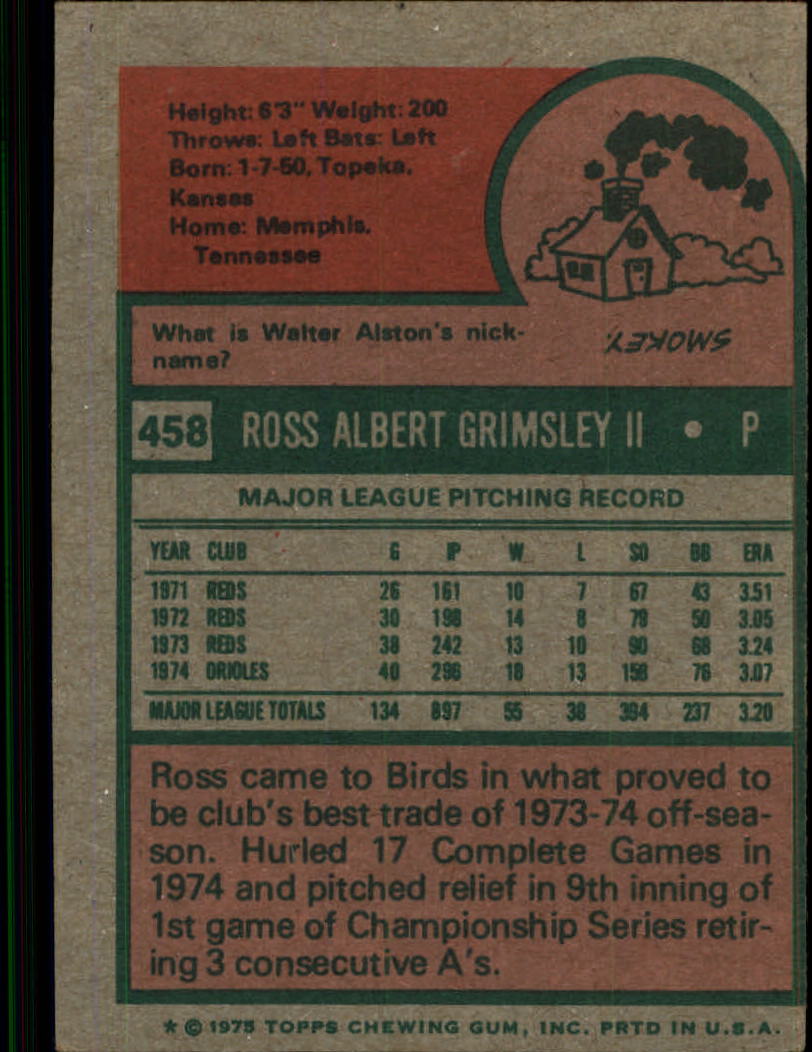 Height: 6'3" Weight: 200
Throws: Left Bats: Left
Born: 1-7-50, Topeka,
Kansas
Home: Memphis,
Tennessee
What is Walter Alston's nick-
name?
SMOKEY.
458 ROSS ALBERT GRIMSLEY II • P
MAJOR LEAGUE PITCHING RECORD
YEAR CLUB G IP W L SO BB ERA
1971 REDS 26 161 10 7 67 43 3.51
1972 REDS 30 198 14 8 79 50 3.05
1973 REDS 38 242 13 10 90 68 3.24
1974 ORIOLES 40 296 18 13 158 76 3.07
MAJOR LEAGUE TOTALS 134 897 55 38 394 237 3.20
Ross came to Birds in what proved to
be club's best trade of 1973-74 off-sea-
son. Hurled 17 Complete Games in
1974 and pitched relief in 9th inning of
1st game of Championship Series retir-
ing 3 consecutive A's.
* © 1975 TOPPS CHEWING GUM, INC. PRTD IN U.S.A.